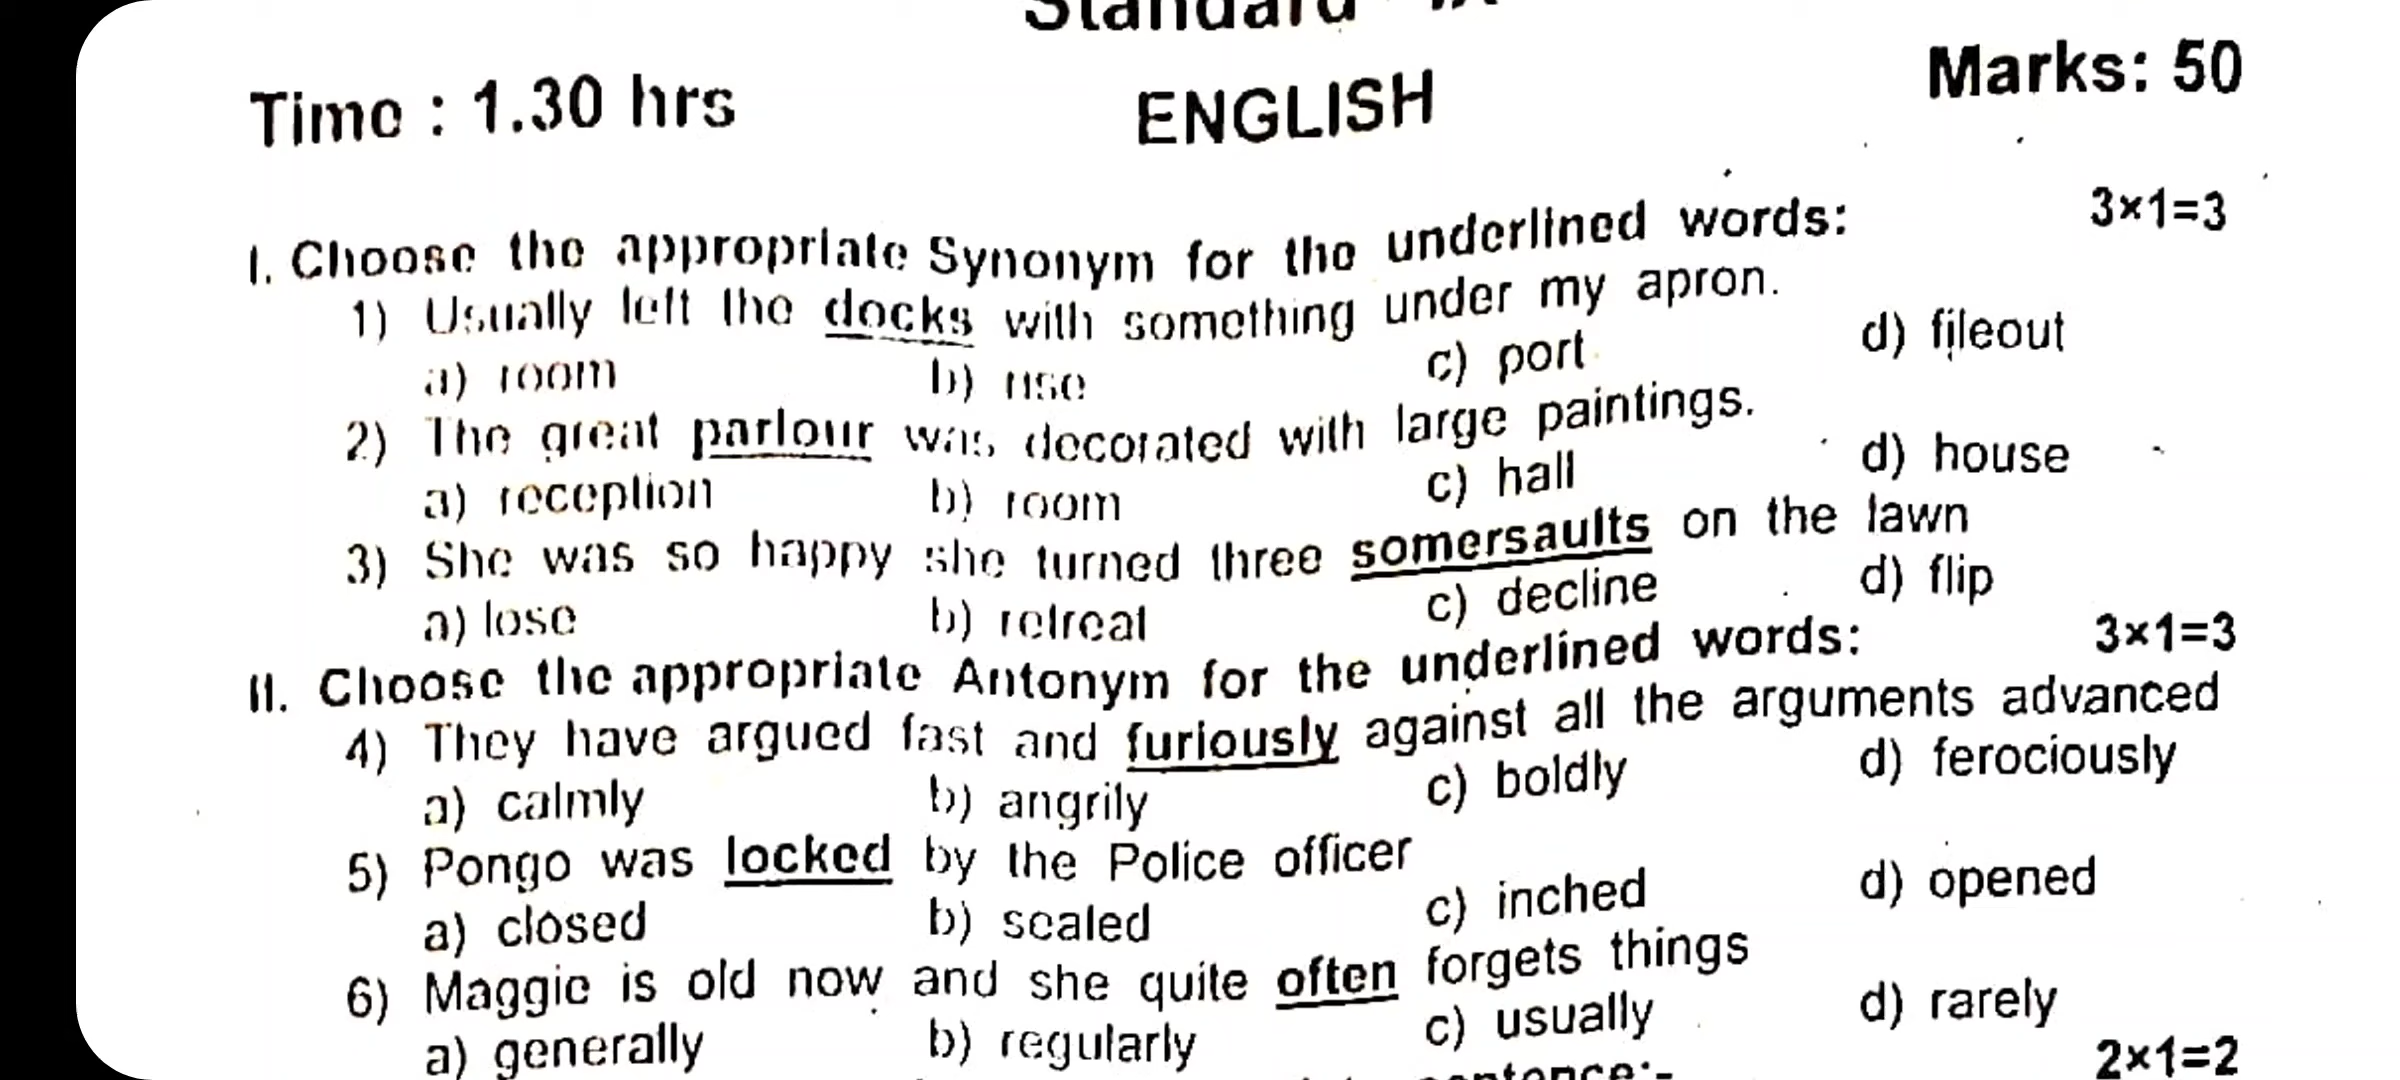 Standard
Time : 1.30 hrs
ENGLISH
Marks: 50
I. Choose the appropriate Synonym for the underlined words: 3×1=3
1) Usually left the docks with something under my apron.
a) room b) rise c) port d) fileout
2) The great parlour was decorated with large paintings.
a) reception b) room c) hall d) house
3) She was so happy she turned three somersaults on the lawn
a) lose b) retreat c) decline d) flip
II. Choose the appropriate Antonym for the underlined words: 3×1=3
4) They have argued fast and furiously against all the arguments advanced
a) calmly b) angrily c) boldly d) ferociously
5) Pongo was locked by the Police officer
a) closed b) sealed c) inched d) opened
6) Maggie is old now and she quite often forgets things
a) generally b) regularly c) usually d) rarely
2×1=2